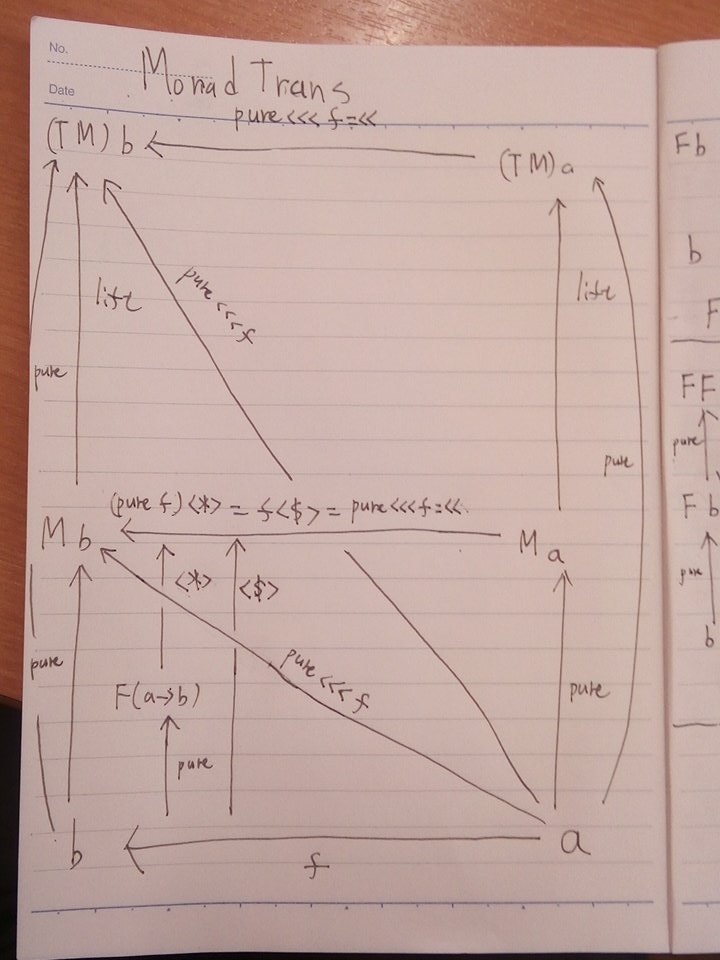 No.
Date
Monad Trans
pure <<< f =<<
(TM) b
(TM) a
lift
pure <<< f
lift
pure
pure
(pure f) <*> = f <$> = pure <<< f =<<
M b
M a
<*>
<$>
pure
pure <<< f
F(a→b)
pure
pure
b
f
a
F b
b
F
FF
pure
F b
pure
b